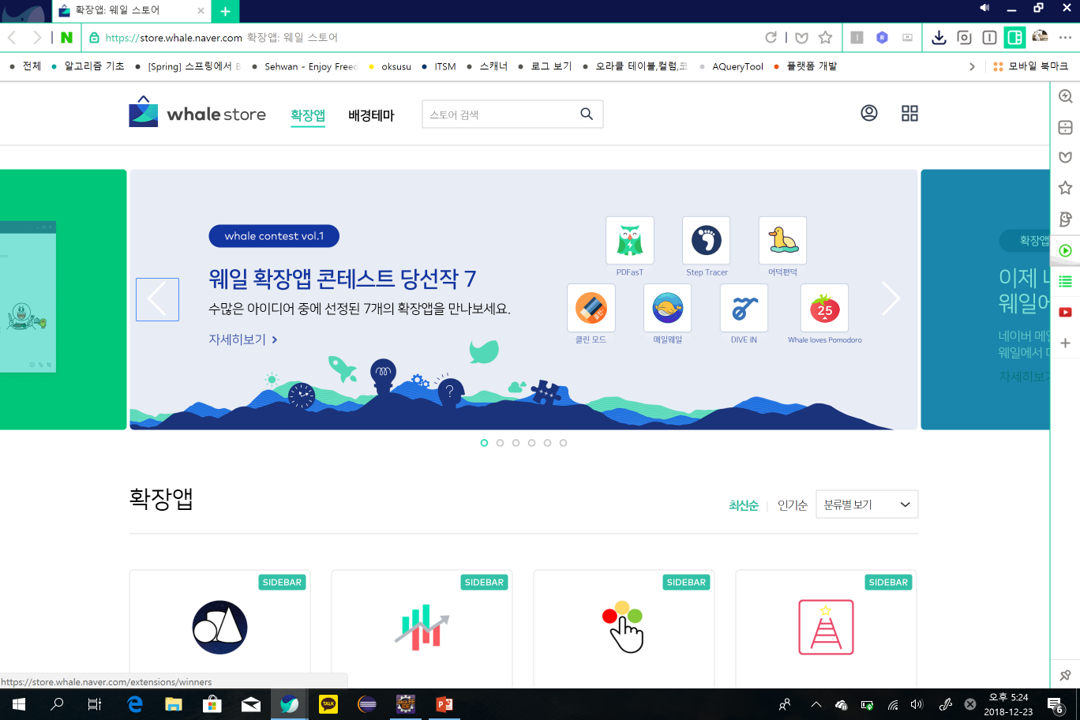 확장앱: 웨일 스토어
https://store.whale.naver.com 확장앱: 웨일 스토어
전체
알고리즘 기초
[Spring] 스프링에서
Sehwan - Enjoy Free
oksusu
ITSM
스캐너
로그 보기
오라클 테이블,컬럼,코
AQueryTool
플랫폼 개발
모바일 북마크
whale store
확장앱
배경테마
스토어 검색
whale contest vol.1
웨일 확장앱 콘테스트 당선작 7
수많은 아이디어 중에 선정된 7개의 확장앱을 만나보세요.
자세히보기
PDFasT
Step Tracer
어덕편덕
클린 모드
메일웨일
DIVE IN
25
Whale loves Pomodoro
확장앱
이제
웨일에
네이버 메일
웨일에서
자세히보기
확장앱
최신순
인기순
분류별 보기
SIDEBAR
SIDEBAR
SIDEBAR
SIDEBAR
https://store.whale.naver.com/extensions/winners
TALK
오후 5:24
2018-12-23
6